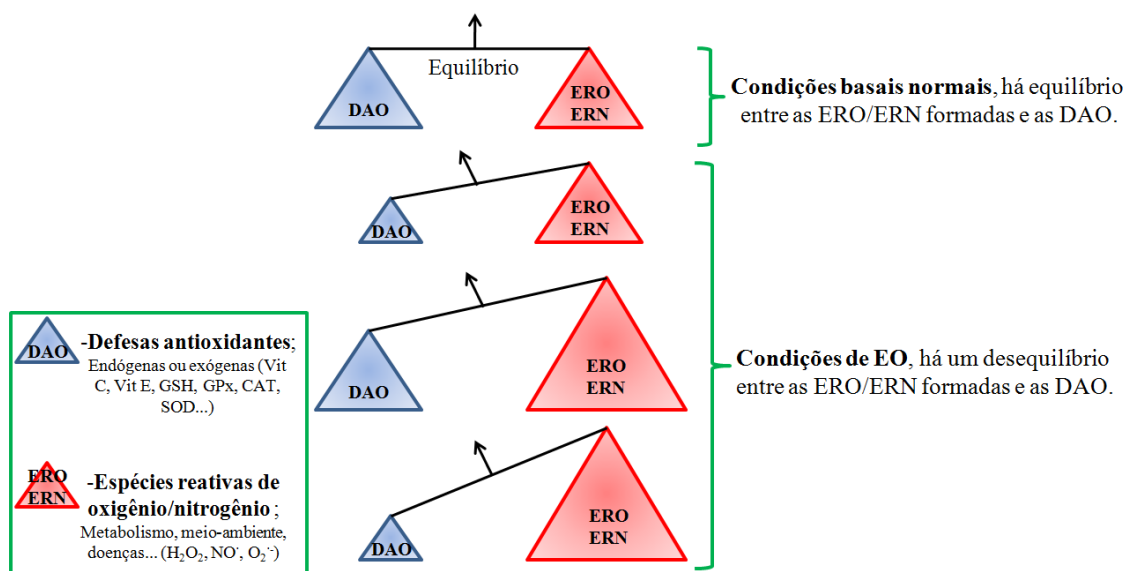 Equilíbrio
DAO
ERO
ERN
Condições basais normais, há equilíbrio
entre as ERO/ERN formadas e as DAO.
DAO
ERO
ERN
DAO
ERO
ERN
Condições de EO, há um desequilíbrio
entre as ERO/ERN formadas e as DAO.
DAO
ERO
ERN
DAO
-Defesas antioxidantes;
Endógenas ou exógenas (Vit
C, Vit E, GSH, GPx, CAT,
SOD...)
ERO
ERN
-Espécies reativas de
oxigênio/nitrogênio;
Metabolismo, meio-ambiente,
doenças... (H₂O₂, NO˙, O₂˙⁻)